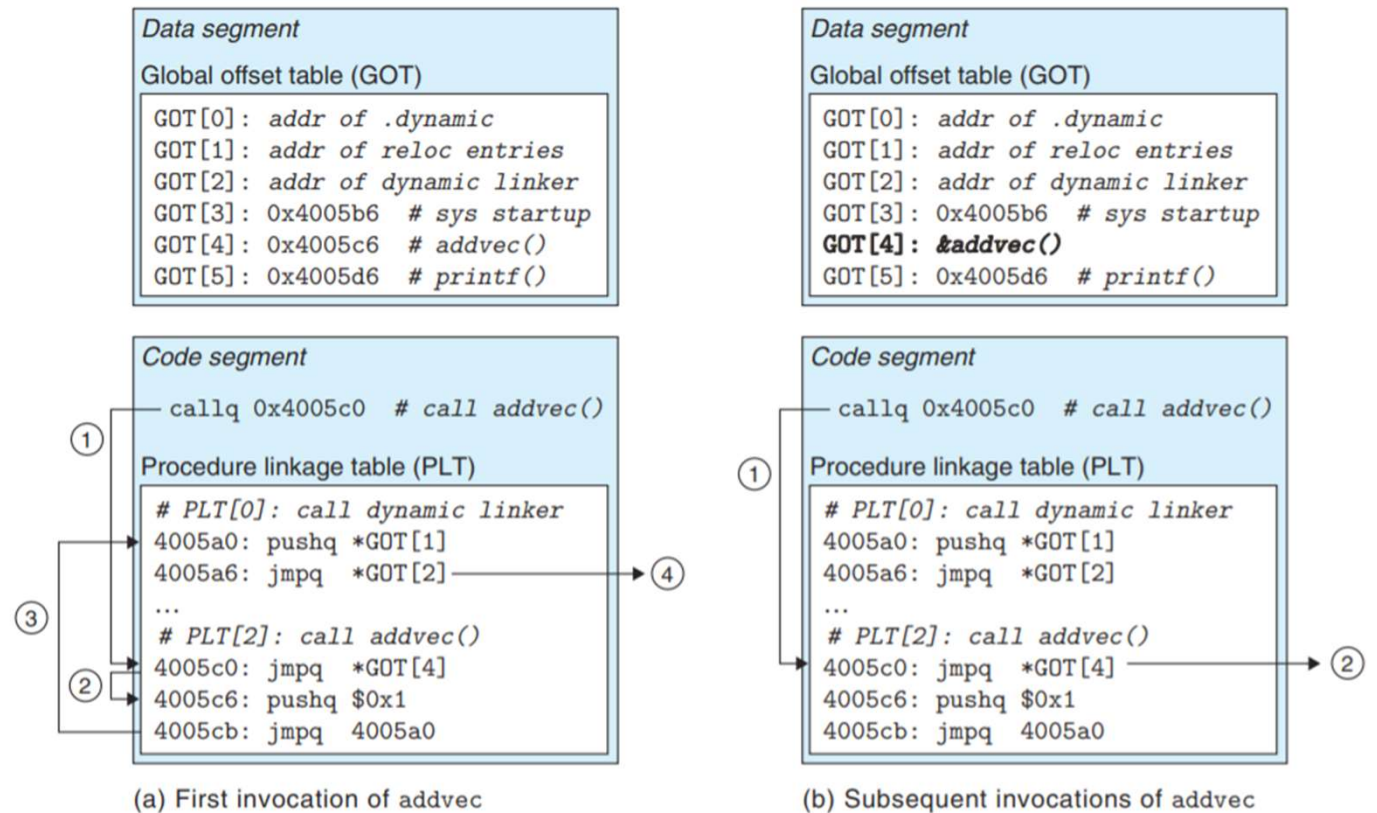 Data segment
Global offset table (GOT)
GOT[0]: addr of .dynamic
GOT[1]: addr of reloc entries
GOT[2]: addr of dynamic linker
GOT[3]: 0x4005b6 # sys startup
GOT[4]: 0x4005c6 # addvec()
GOT[5]: 0x4005d6 # printf()
Code segment
callq 0x4005c0 # call addvec()
1
Procedure linkage table (PLT)
# PLT[0]: call dynamic linker
4005a0: pushq *GOT[1]
4005a6: jmpq *GOT[2]
4
...
3
# PLT[2]: call addvec()
4005c0: jmpq *GOT[4]
2
4005c6: pushq $0x1
4005cb: jmpq 4005a0
(a) First invocation of addvec
Data segment
Global offset table (GOT)
GOT[0]: addr of .dynamic
GOT[1]: addr of reloc entries
GOT[2]: addr of dynamic linker
GOT[3]: 0x4005b6 # sys startup
GOT[4]: &addvec()
GOT[5]: 0x4005d6 # printf()
Code segment
callq 0x4005c0 # call addvec()
Procedure linkage table (PLT)
1
# PLT[0]: call dynamic linker
4005a0: pushq *GOT[1]
4005a6: jmpq *GOT[2]
...
# PLT[2]: call addvec()
4005c0: jmpq *GOT[4]
2
4005c6: pushq $0x1
4005cb: jmpq 4005a0
(b) Subsequent invocations of addvec